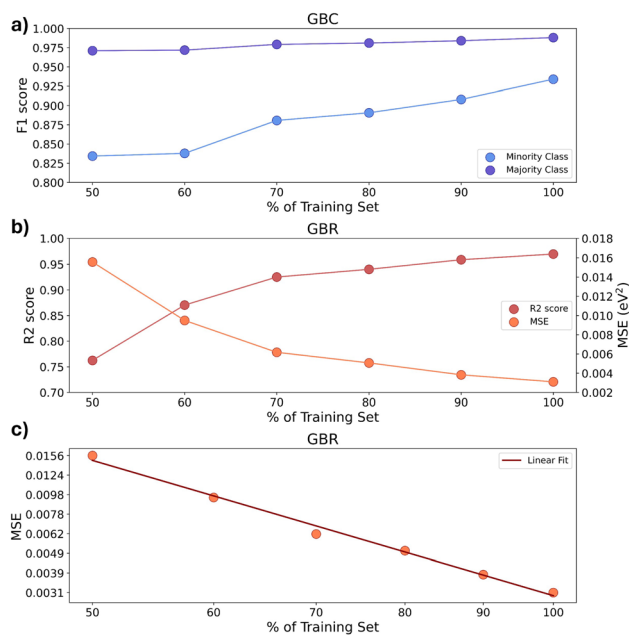 a)
GBC
1.000
0.975
0.950
0.925
0.900
0.875
0.850
0.825
0.800
F1 score
Minority Class
Majority Class
50 60 70 80 90 100
% of Training Set
b)
GBR
1.00
0.95
0.90
0.85
0.80
0.75
0.70
R2 score
0.018
0.016
0.014
0.012
0.010
0.008
0.006
0.004
0.002
MSE (eV²)
R2 score
MSE
50 60 70 80 90 100
% of Training Set
c)
GBR
0.0156
0.0124
0.0098
0.0078
0.0062
0.0049
0.0039
0.0031
MSE
Linear Fit
50 60 70 80 90 100
% of Training Set